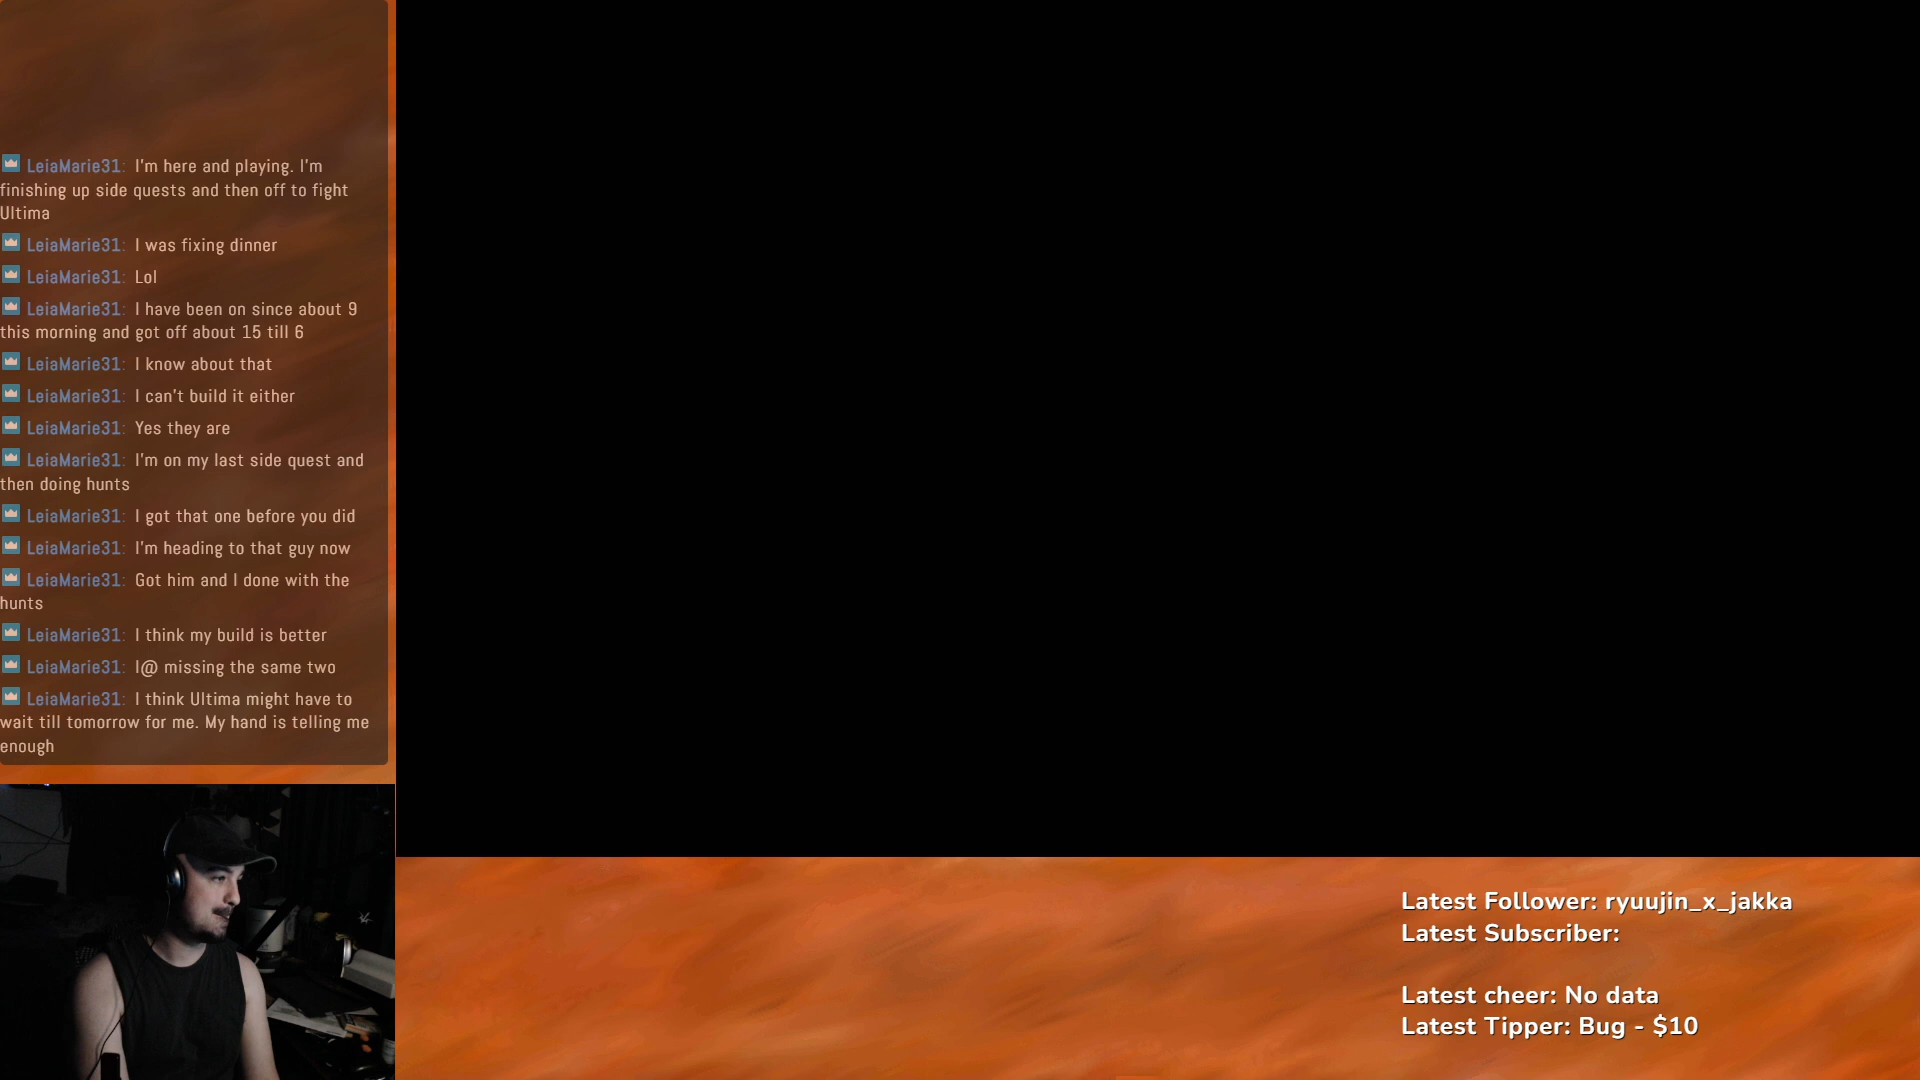 LeiaMarie31: I'm here and playing. I'm
finishing up side quests and then off to fight
Ultima
LeiaMarie31: I was fixing dinner
LeiaMarie31: Lol
LeiaMarie31: I have been on since about 9
this morning and got off about 15 till 6
LeiaMarie31: I know about that
LeiaMarie31: I can't build it either
LeiaMarie31: Yes they are
LeiaMarie31: I'm on my last side quest and
then doing hunts
LeiaMarie31: I got that one before you did
LeiaMarie31: I'm heading to that guy now
LeiaMarie31: Got him and I done with the
hunts
LeiaMarie31: I think my build is better
LeiaMarie31: I@ missing the same two
LeiaMarie31: I think Ultima might have to
wait till tomorrow for me. My hand is telling me
enough
Latest Follower: ryuujin_x_jakka
Latest Subscriber:
Latest cheer: No data
Latest Tipper: Bug - $10